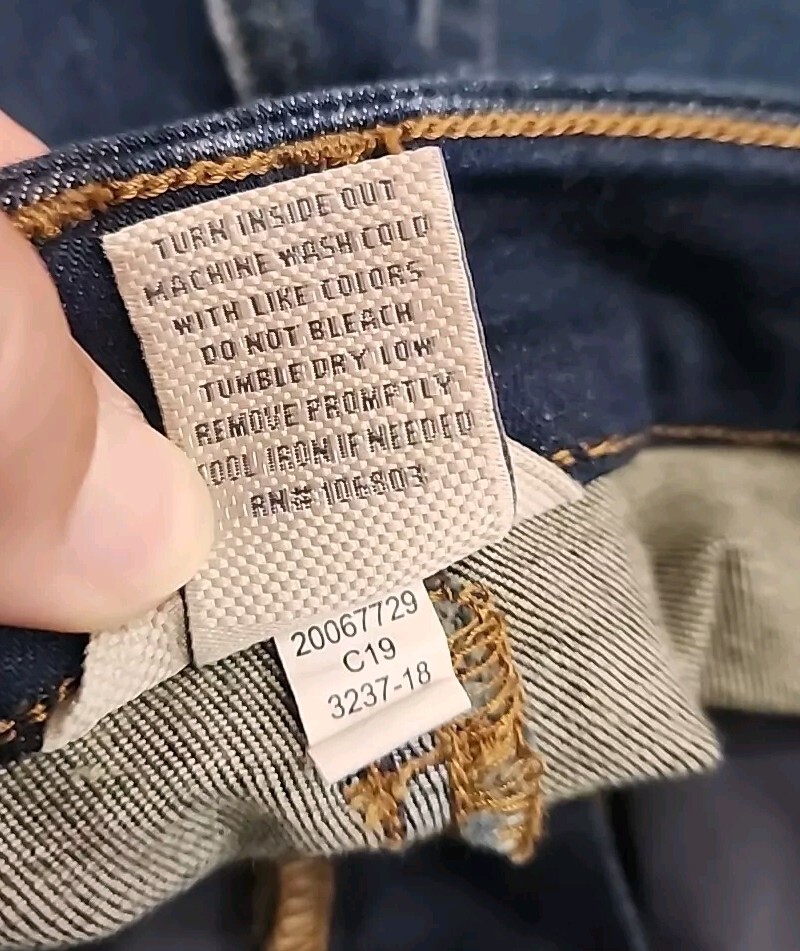 TURN INSIDE OUT
MACHINE WASH COLD
WITH LIKE COLORS
DO NOT BLEACH
TUMBLE DRY LOW
REMOVE PROMPTLY
COOL IRON IF NEEDED
RN# 106803
20067729
C19
3237-18